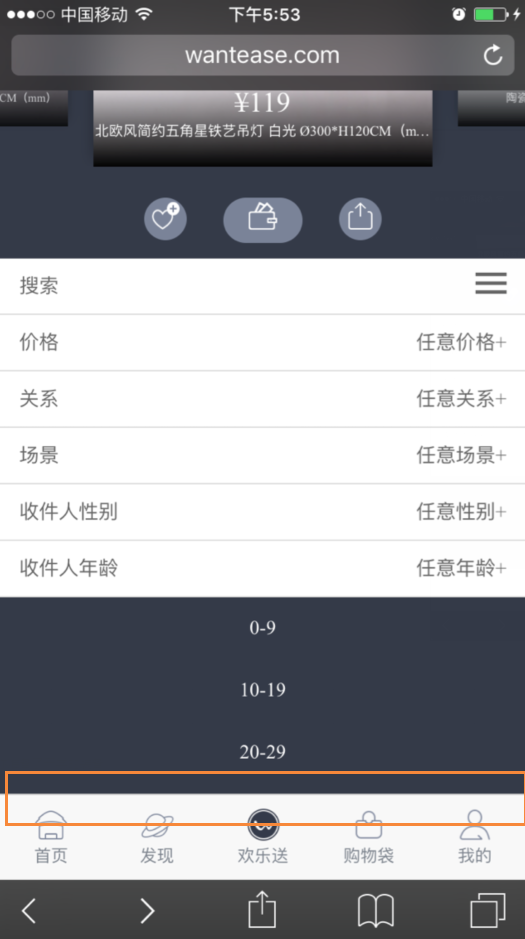 中国移动 下午5:53
wantease.com
CM（mm）
¥119
北欧风简约五角星铁艺吊灯 白光 Ø300*H120CM（m…
陶瓷
搜索
价格 任意价格+
关系 任意关系+
场景 任意场景+
收件人性别 任意性别+
收件人年龄 任意年龄+
0-9
10-19
20-29
首页 发现 欢乐送 购物袋 我的